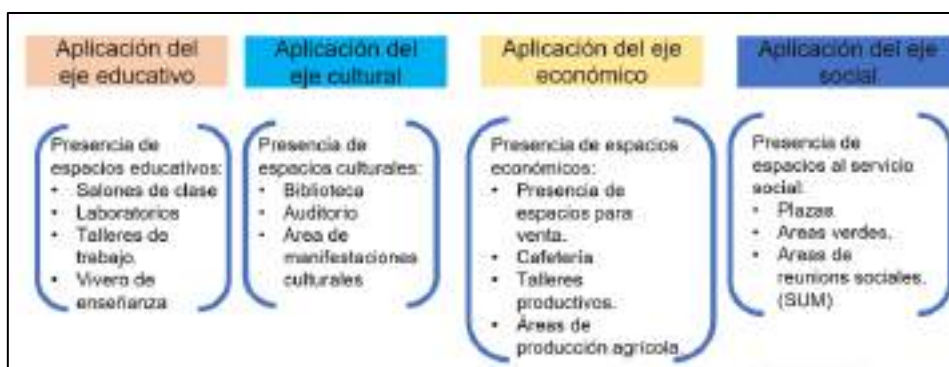 Aplicación del
eje educativo
Aplicación del
eje cultural
Aplicación del eje
económico
Aplicación del eje
social
Presencia de
espacios educativos:
• Salones de clase
• Laboratorios
• Talleres de
trabajo.
• Vivero de
enseñanza
Presencia de
espacios culturales:
• Biblioteca
• Auditorio
• Area de
manifestaciones
culturales
Presencia de espacios
económicos:
• Presencia de
espacios para
venta.
• Cafetería
• Talleres
productivos.
• Áreas de
producción agrícola
Presencia de
espacios al servicio
social:
• Plazas
• Areas verdes.
• Areas de
reunions sociales.
(SUM)